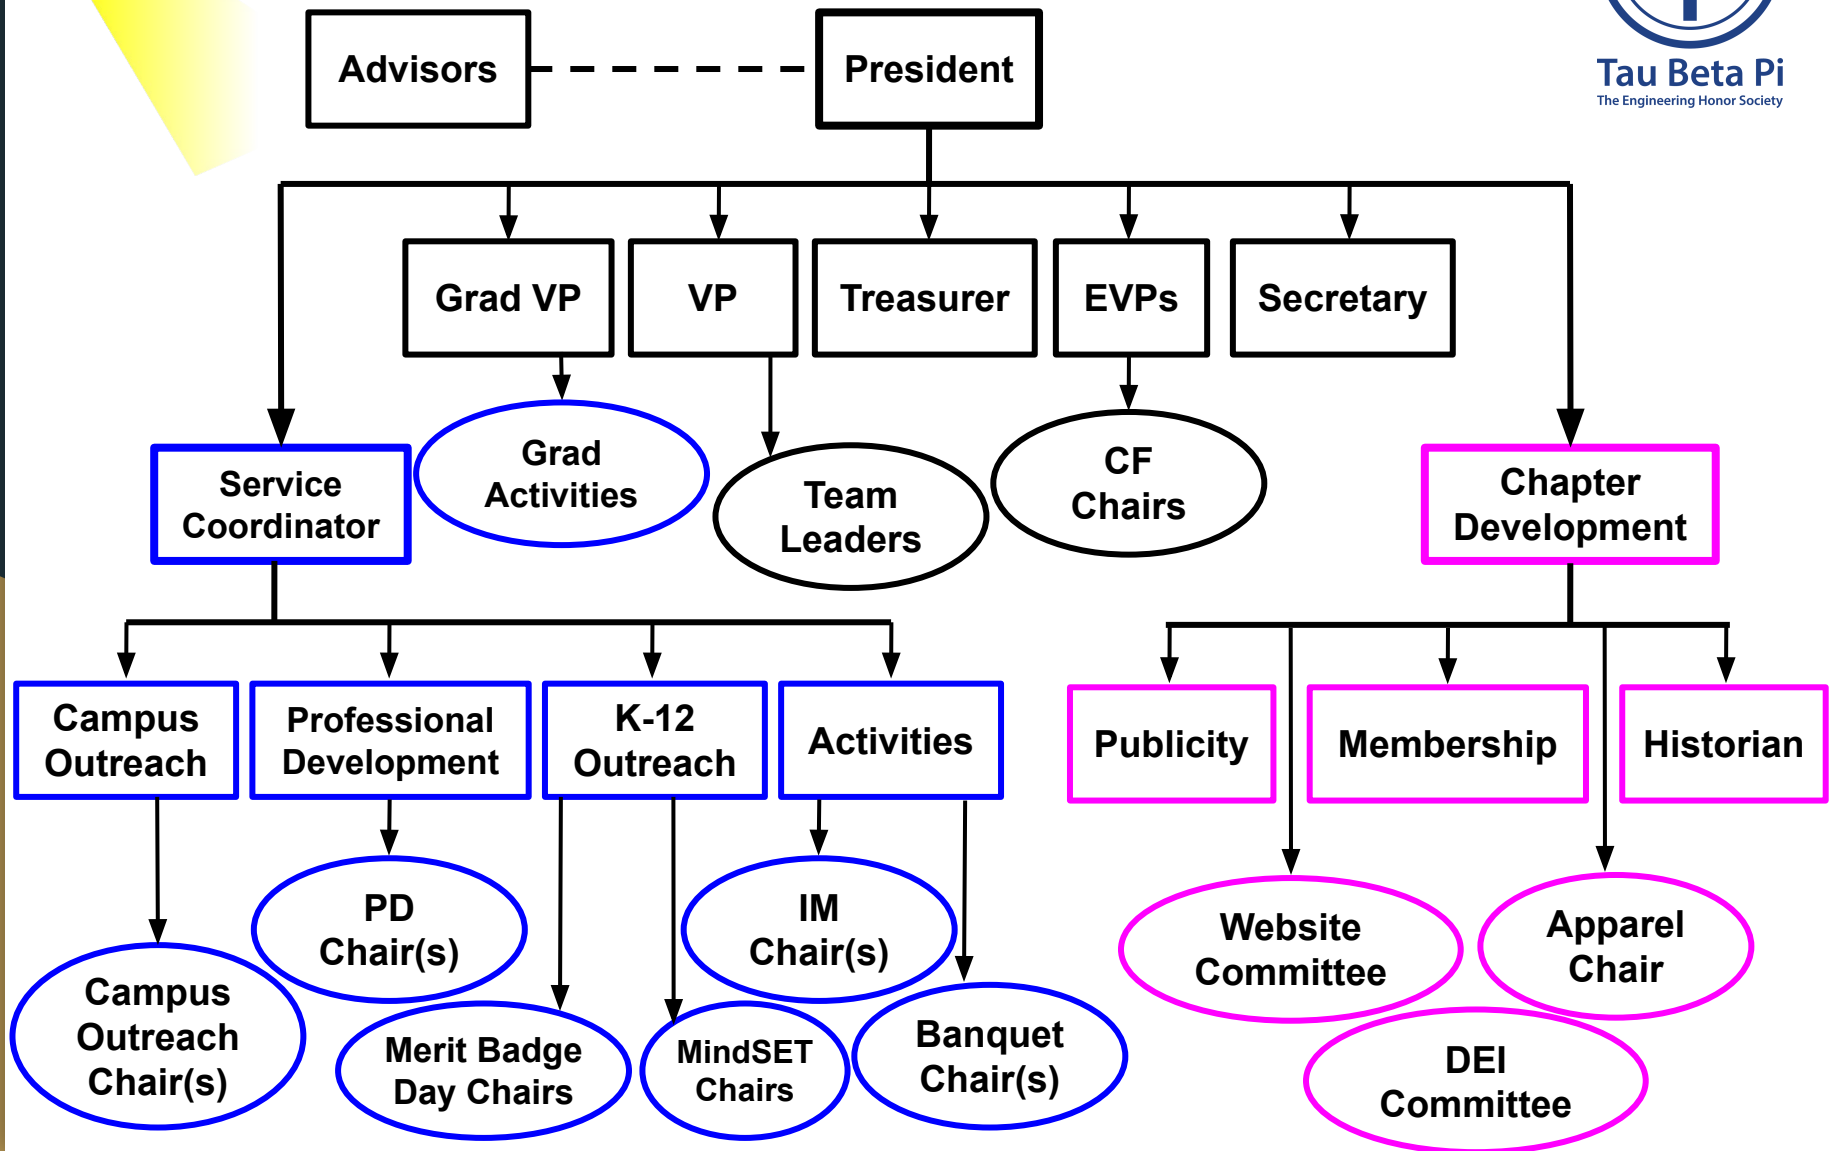 Advisors
President
Tau Beta Pi
The Engineering Honor Society
Grad VP
VP
Treasurer
EVPs
Secretary
Service
Coordinator
Grad
Activities
Team
Leaders
CF
Chairs
Chapter
Development
Campus
Outreach
Professional
Development
K-12
Outreach
Activities
Publicity
Membership
Historian
Campus
Outreach
Chair(s)
PD
Chair(s)
Merit Badge
Day Chairs
MindSET
Chairs
IM
Chair(s)
Banquet
Chair(s)
Website
Committee
Apparel
Chair
DEI
Committee